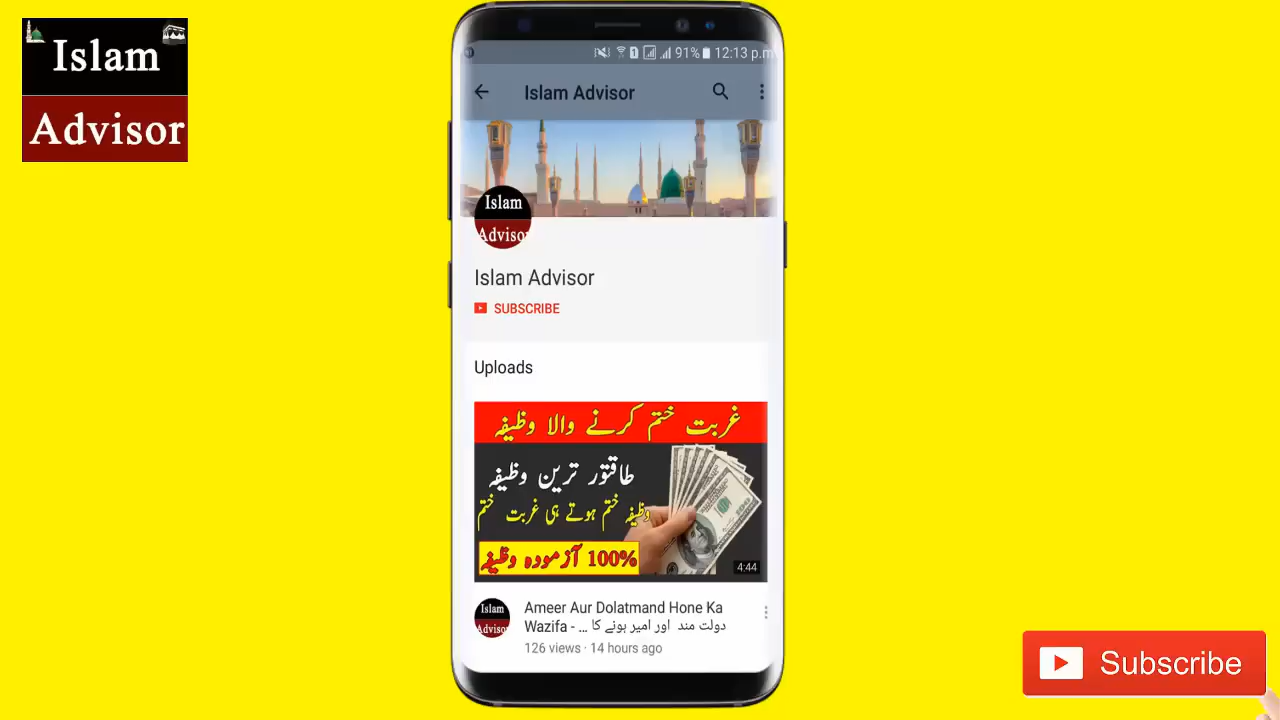 Islam
Advisor
91% 12:13 p.m
Islam Advisor
Islam
Advisor
Islam Advisor
SUBSCRIBE
Uploads
غربت ختم کرنے والا وظیفہ
طاقتور ترین وظیفہ
وظیفہ ختم ہوتے ہی غربت ختم
100% آزمودہ وظیفہ
4:44
Islam
Advisor
Ameer Aur Dolatmand Hone Ka
Wazifa - ... دولت مند اور امیر ہونے کا
126 views · 14 hours ago
Subscribe